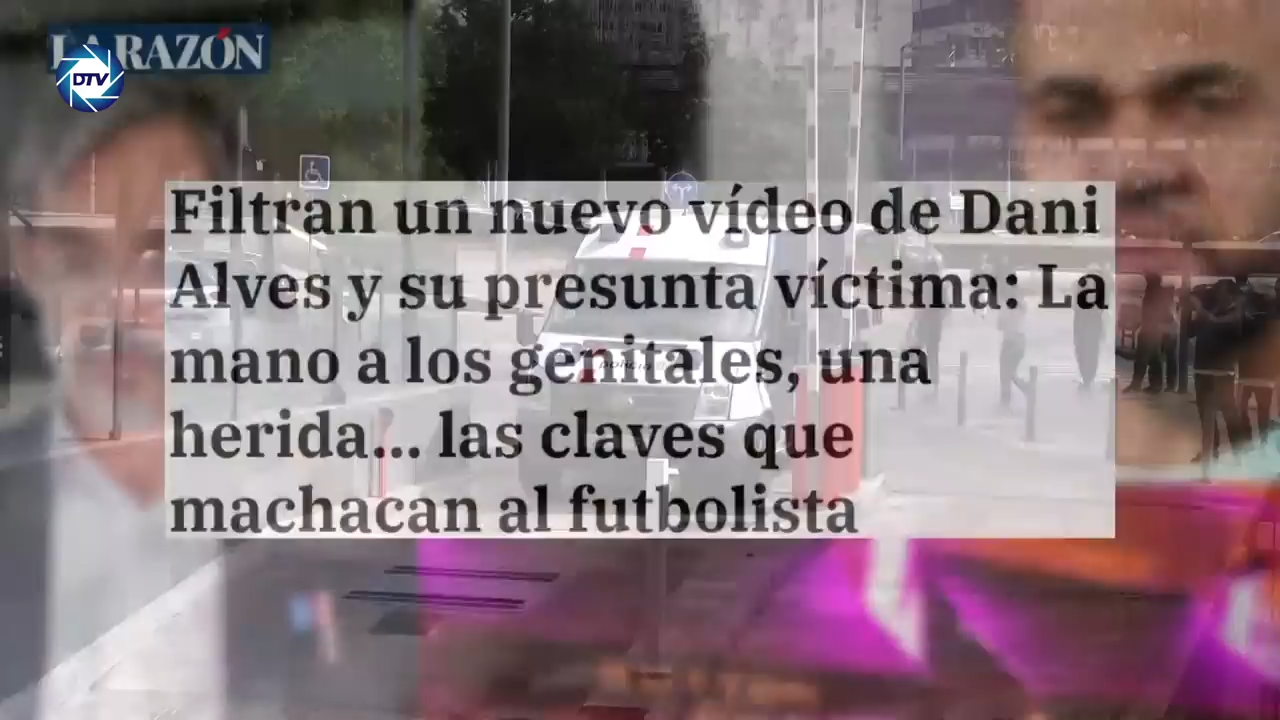 LA RAZÓN
DTV
Filtran un nuevo vídeo de Dani
Alves y su presunta víctima: La
mano a los genitales, una
herida... las claves que
machacan al futbolista